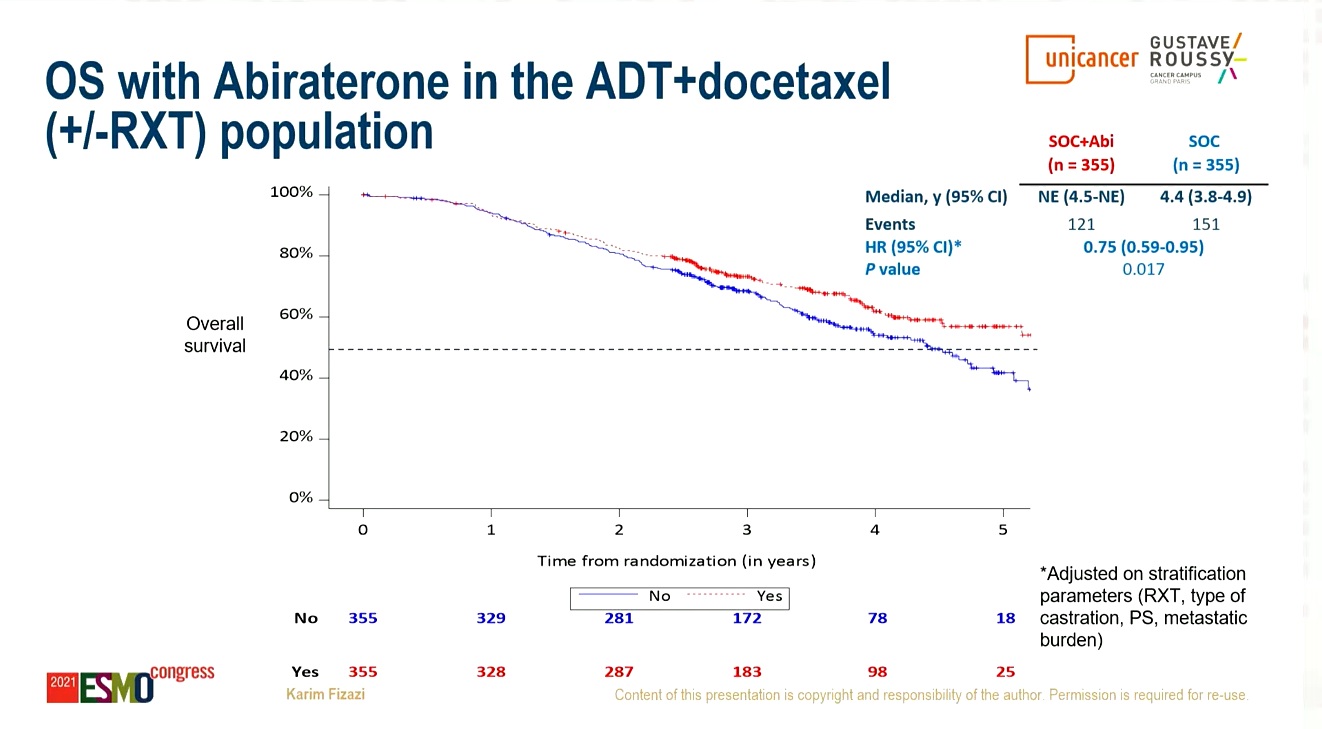 OS with Abiraterone in the ADT+docetaxel
(+/-RXT) population
unicancer
GUSTAVE/
ROUSSY
CANCER CAMPUS
GRAND PARIS
SOC+Abi SOC
(n = 355) (n = 355)
Median, y (95% CI) NE (4.5-NE) 4.4 (3.8-4.9)
Events 121 151
HR (95% CI)* 0.75 (0.59-0.95)
P value 0.017
Overall
survival
100%
80%
60%
40%
20%
0%
0 1 2 3 4 5
Time from randomization (in years)
No Yes
No 355 329 281 172 78 18
Yes 355 328 287 183 98 25
*Adjusted on stratification
parameters (RXT, type of
castration, PS, metastatic
burden)
2021 ESMO congress
Karim Fizazi
Content of this presentation is copyright and responsibility of the author. Permission is required for re-use.